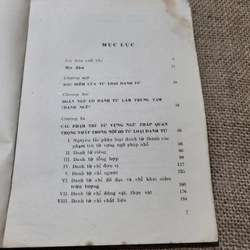 MỤC LỤC
Mở đầu
Chương một
ĐẶC ĐIỂM CỦA TỪ LOẠI DANH TỪ
Chương hai
ĐOẢN NGỮ CÓ DANH TỪ LÀM TRUNG TÂM
(DANH NGỮ)
Chương ba
CÁC PHẠM TRÙ TỪ VỰNG NGỮ PHÁP QUAN
TRỌNG NHẤT TRONG NỘI BỘ TỪ LOẠI DANH TỪ
I Nguyên tắc phân loại danh từ thành các
phạm trù từ vựng ngữ pháp nhỏ
II Danh từ riêng
III Danh từ tổng hợp
IV Danh từ chỉ đơn vị
V Danh từ chỉ người
VI Danh từ chỉ đồ đạc và chỉ khái niệm
trừu tượng
VII. Danh từ chỉ động vật, thực vật
VIII. Danh từ chỉ chất liệu
7